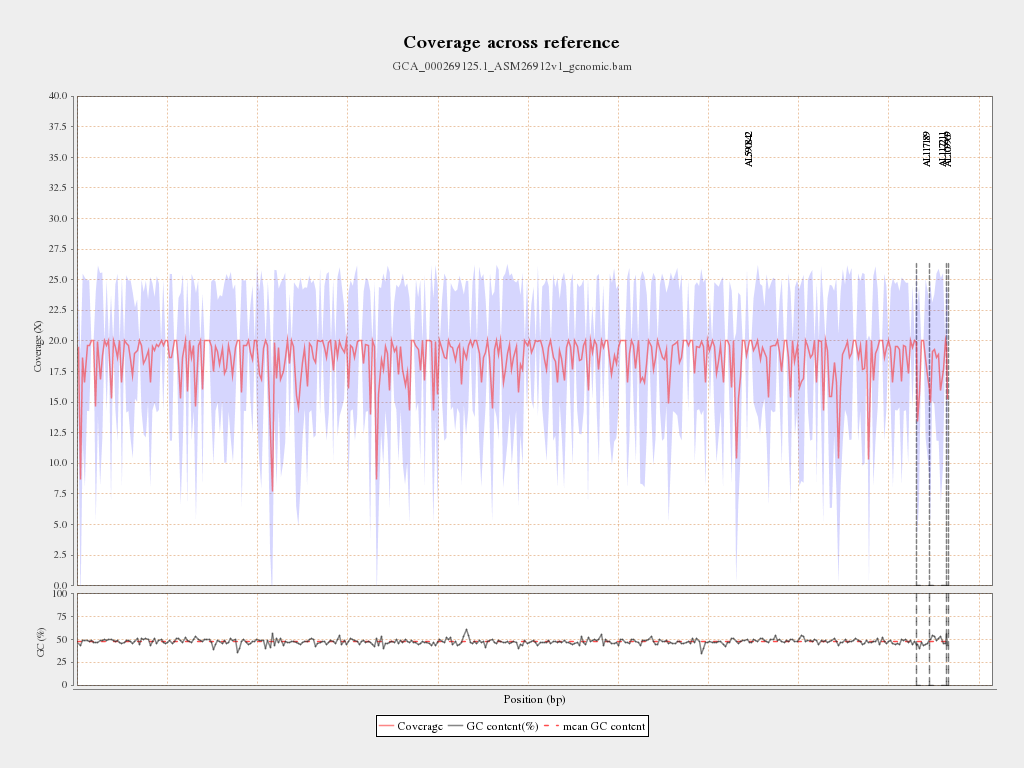 Coverage across reference
GCA_000269125.1_ASM26912v1_genomic.bam
40.0
37.5
35.0
32.5
30.0
27.5
25.0
22.5
20.0
17.5
15.0
12.5
10.0
7.5
5.0
2.5
0.0
Coverage (X)
AL590842
AL117189
AL117211
AL109969
100
75
50
25
0
GC (%)
Position (bp)
Coverage GC content(%) mean GC content